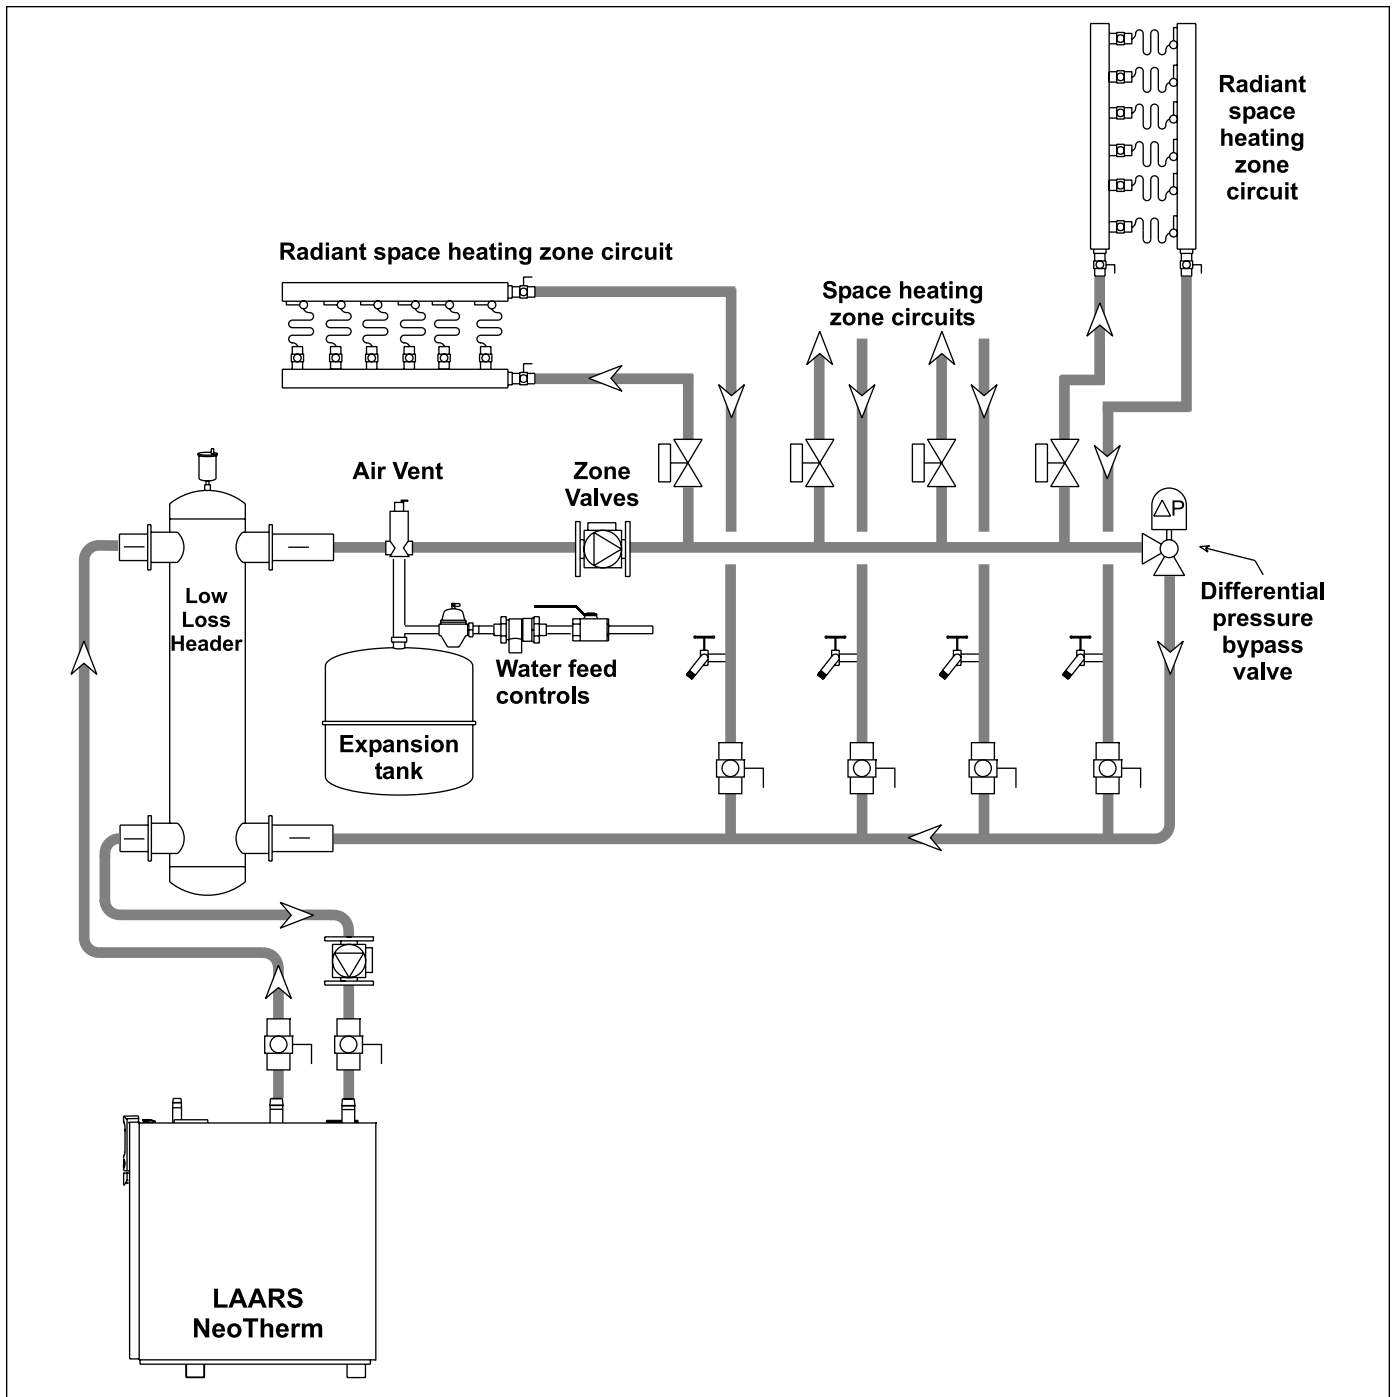 Radiant
space
heating
zone
circuit
Radiant space heating zone circuit
Space heating
zone circuits
Air Vent
Zone
Valves
ΔP
Low
Loss
Header
Differential
pressure
bypass
valve
Water feed
controls
Expansion
tank
LAARS
NeoTherm